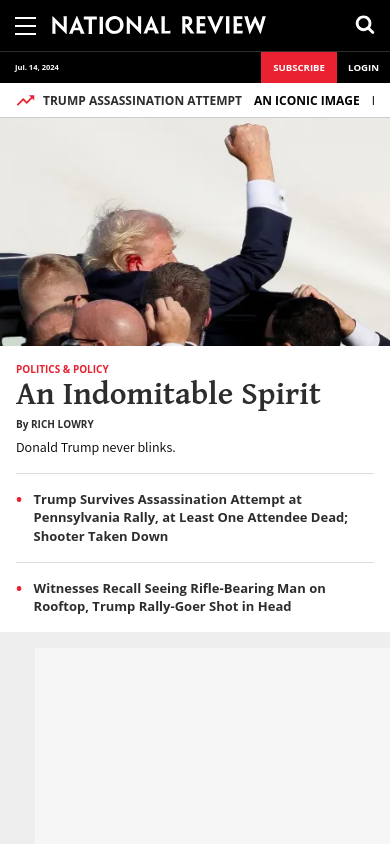 NATIONAL REVIEW
Jul. 14, 2024
SUBSCRIBE
LOGIN
TRUMP ASSASSINATION ATTEMPT
AN ICONIC IMAGE
POLITICS & POLICY
An Indomitable Spirit
By RICH LOWRY
Donald Trump never blinks.
Trump Survives Assassination Attempt at
Pennsylvania Rally, at Least One Attendee Dead;
Shooter Taken Down
Witnesses Recall Seeing Rifle-Bearing Man on
Rooftop, Trump Rally-Goer Shot in Head